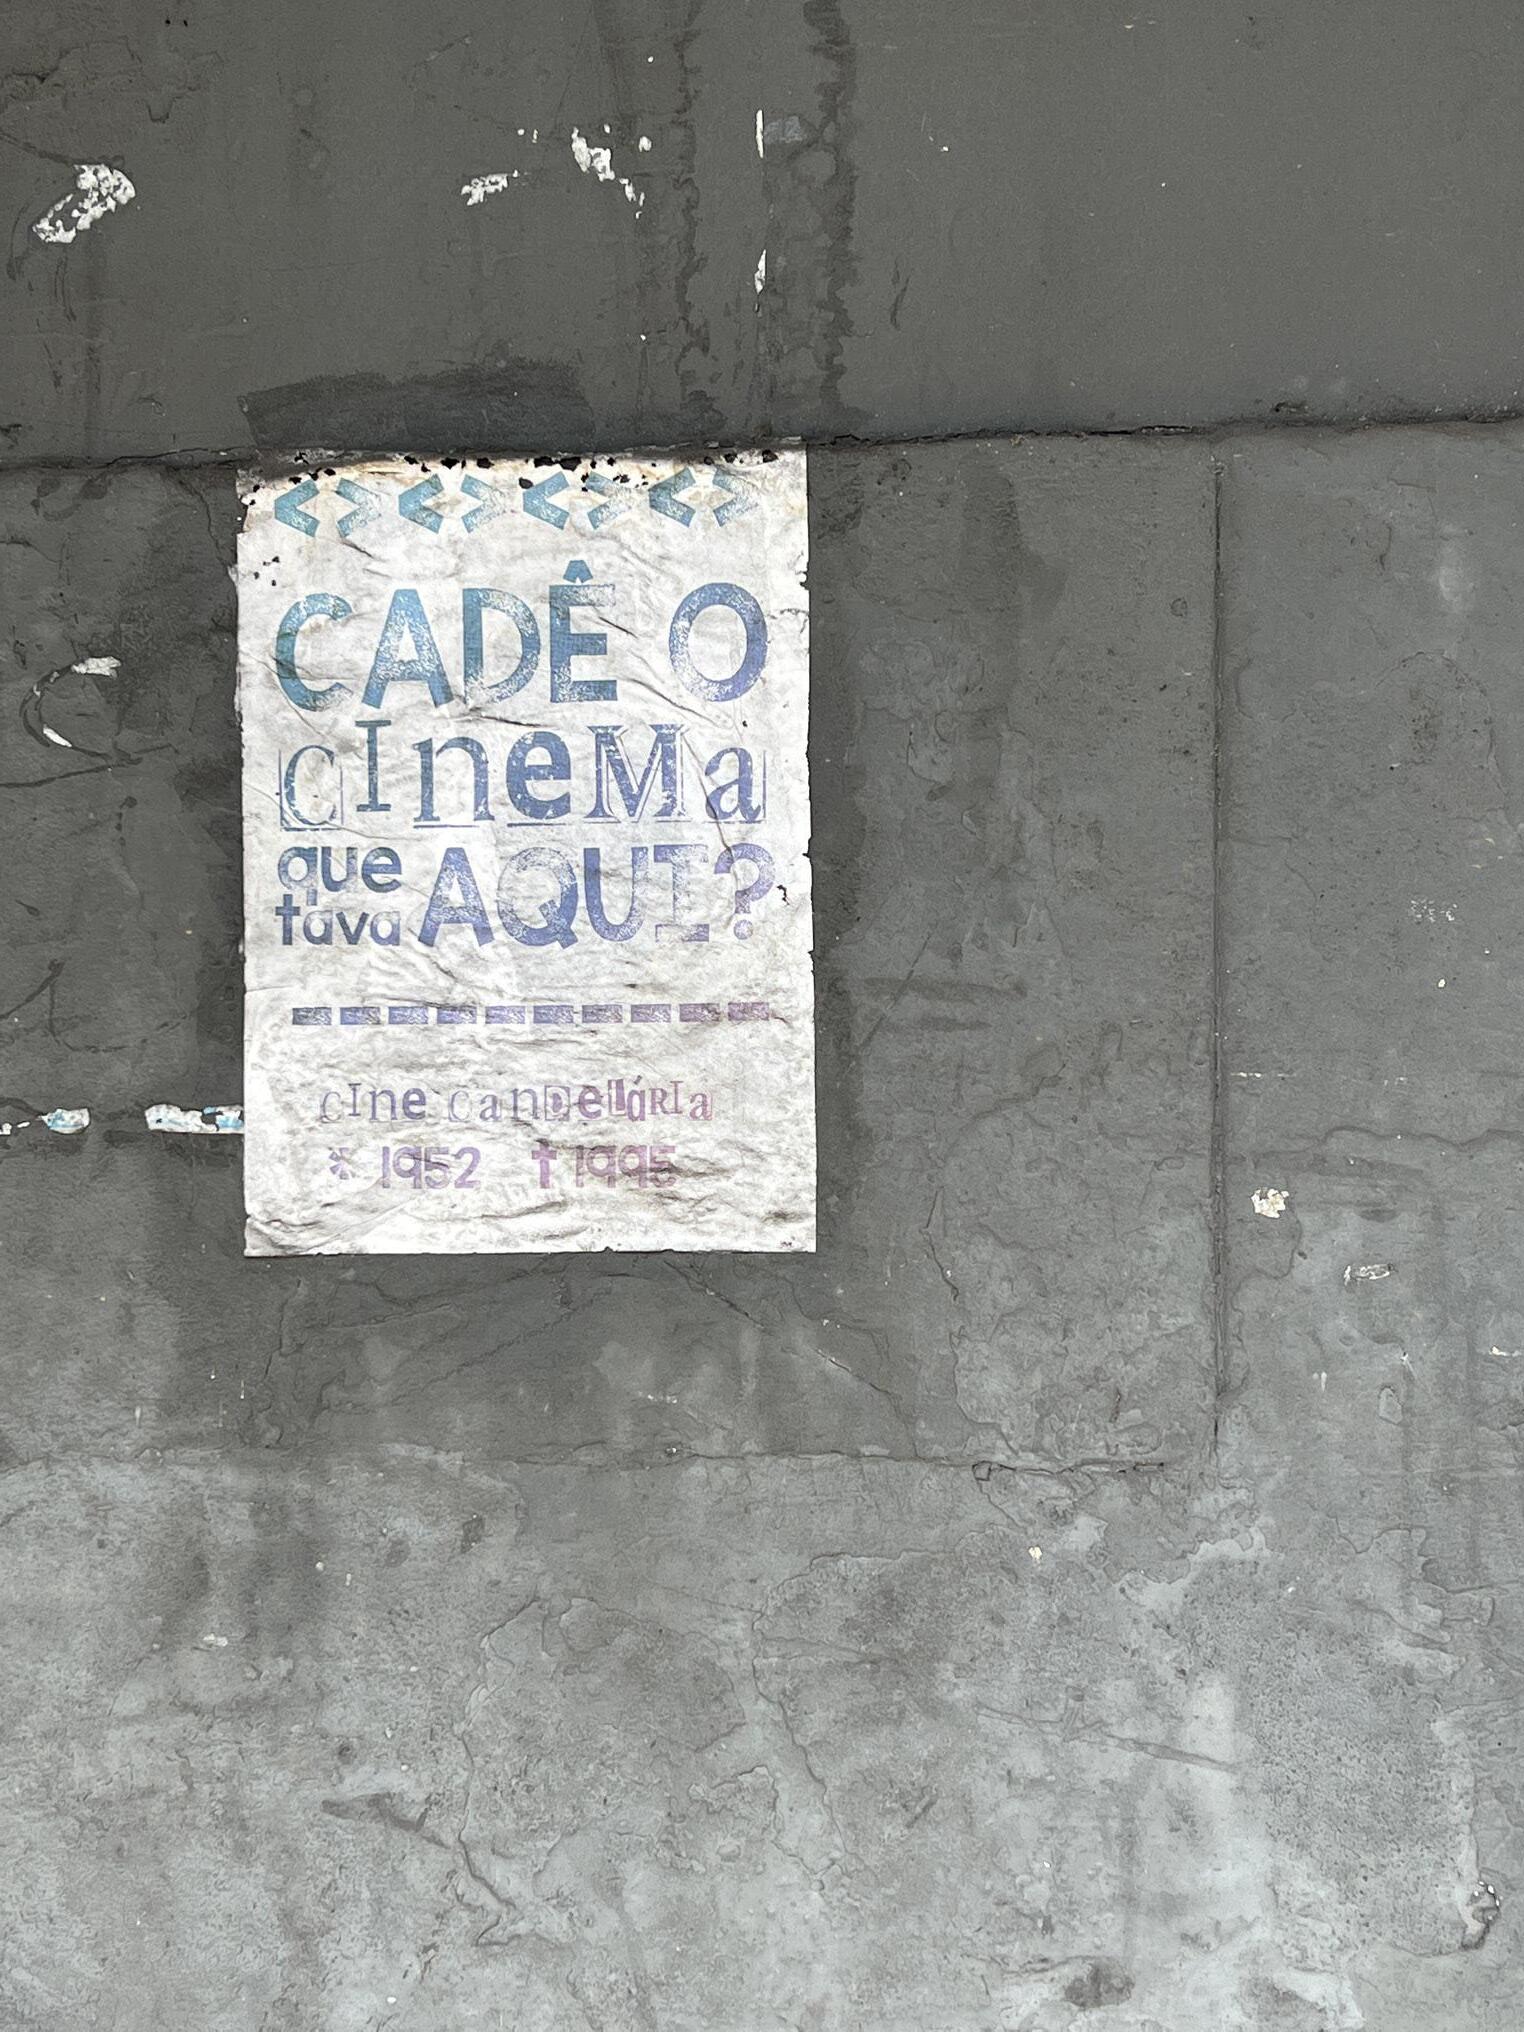 <> <> <> <>
CADÊ O
cIneMa
que tava AQUI?
cIne canDeláRIa
* 1952 † 1995